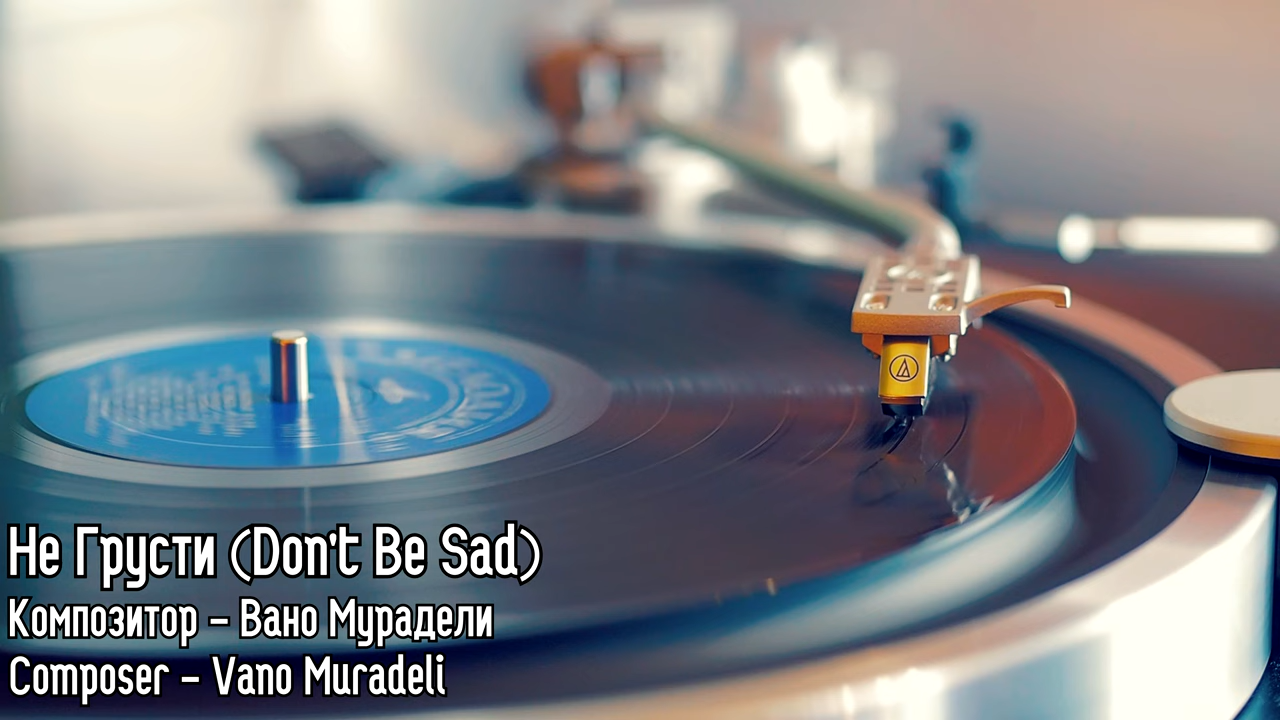 Не Грусти (Don't Be Sad)
Композитор – Вано Мурадели
Composer – Vano Muradeli